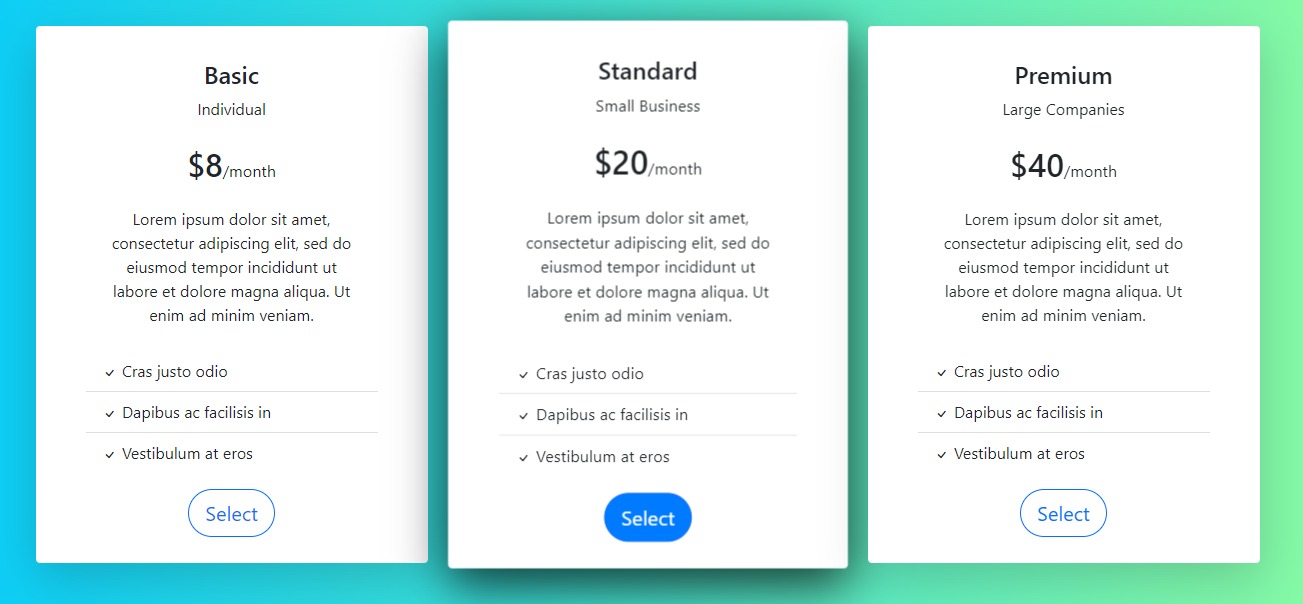 Basic
Individual
$8/month
Lorem ipsum dolor sit amet,
consectetur adipiscing elit, sed do
eiusmod tempor incididunt ut
labore et dolore magna aliqua. Ut
enim ad minim veniam.
Cras justo odio
Dapibus ac facilisis in
Vestibulum at eros
Select
Standard
Small Business
$20/month
Lorem ipsum dolor sit amet,
consectetur adipiscing elit, sed do
eiusmod tempor incididunt ut
labore et dolore magna aliqua. Ut
enim ad minim veniam.
Cras justo odio
Dapibus ac facilisis in
Vestibulum at eros
Select
Premium
Large Companies
$40/month
Lorem ipsum dolor sit amet,
consectetur adipiscing elit, sed do
eiusmod tempor incididunt ut
labore et dolore magna aliqua. Ut
enim ad minim veniam.
Cras justo odio
Dapibus ac facilisis in
Vestibulum at eros
Select